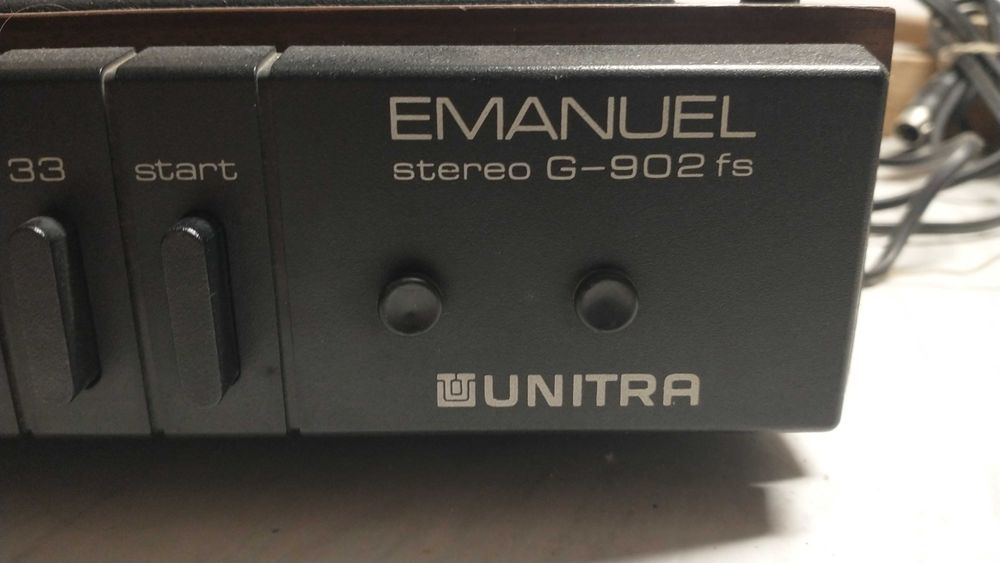 33
start
EMANUEL
stereo G-902 fs
UNITRA